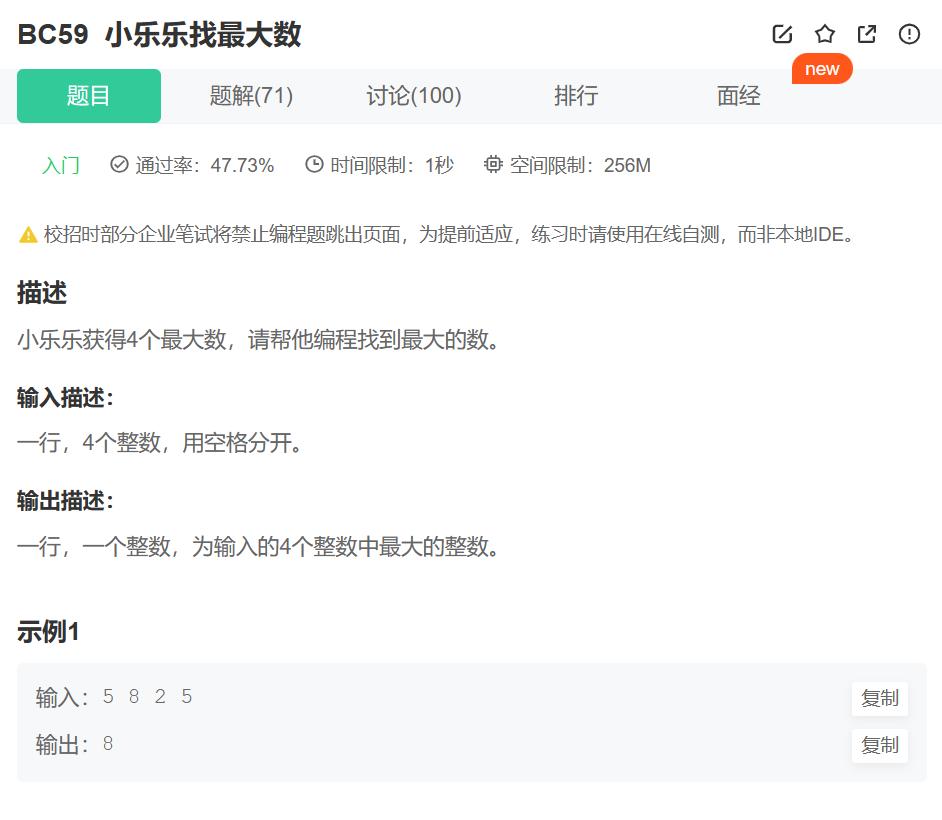 BC59 小乐乐找最大数
new
题目 题解(71) 讨论(100) 排行 面经
入门 通过率：47.73% 时间限制：1秒 空间限制：256M
校招时部分企业笔试将禁止编程题跳出页面，为提前适应，练习时请使用在线自测，而非本地IDE。
描述
小乐乐获得4个最大数，请帮他编程找到最大的数。
输入描述：
一行，4个整数，用空格分开。
输出描述：
一行，一个整数，为输入的4个整数中最大的整数。
示例1
输入：5 8 2 5 复制
输出：8 复制